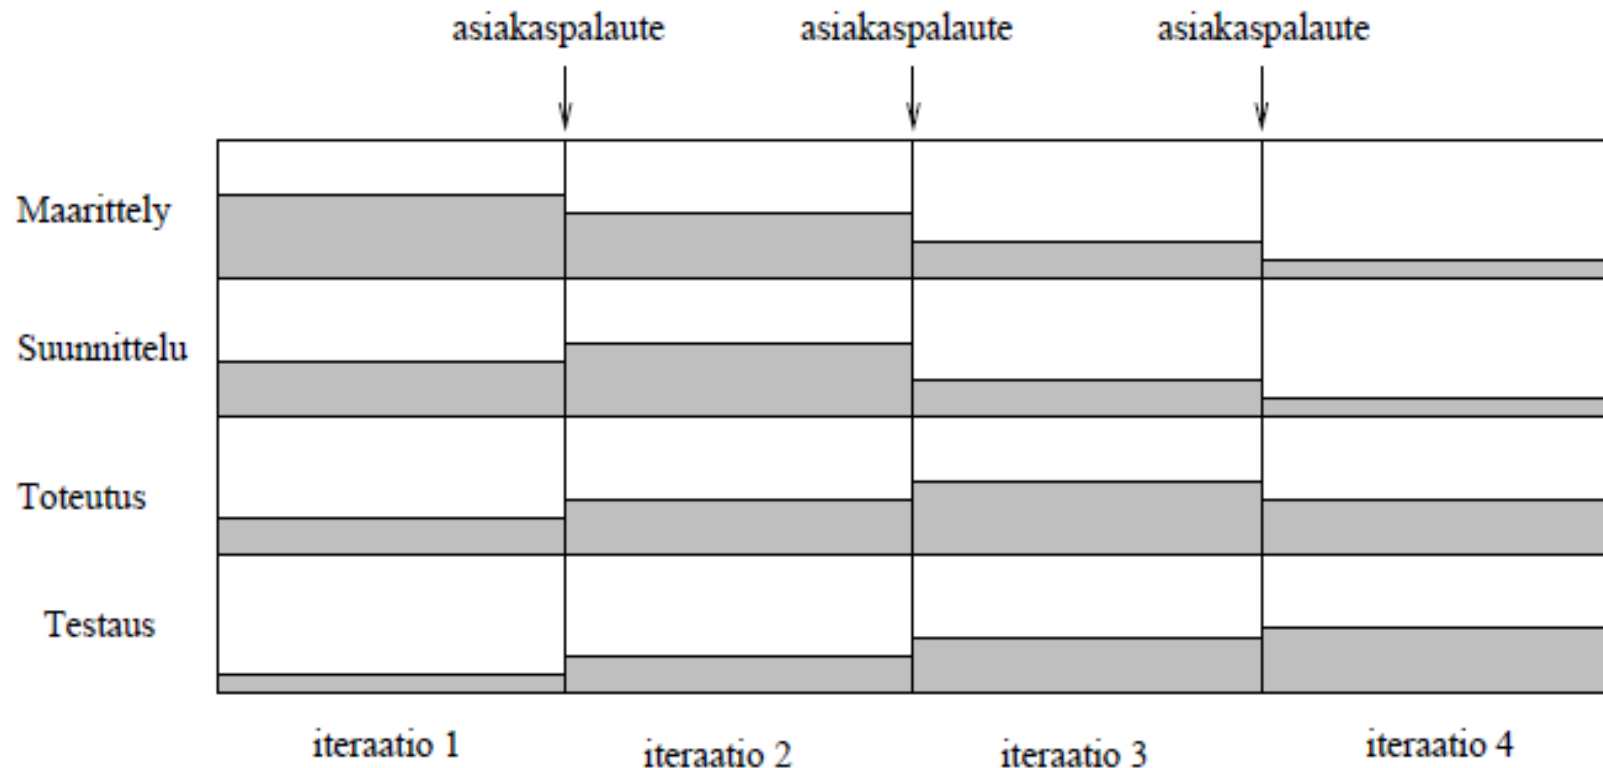 asiakaspalaute asiakaspalaute asiakaspalaute
Maarittely
Suunnittelu
Toteutus
Testaus
iteraatio 1 iteraatio 2 iteraatio 3 iteraatio 4